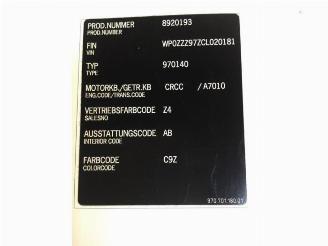 PROD.NUMMER 8920193
PROD.NUMBER
FIN WP0ZZZ97ZCL020181
VIN
TYP 970140
TYPE
MOTORKB./GETR.KB CRCC / A7010
ENG.CODE/TRANS.CODE
VERTRIEBSFARBCODE Z4
SALESNO
AUSSTATTUNGSCODE AB
INTERIOR CODE
FARBCODE C9Z
COLORCODE
970.701.180.01